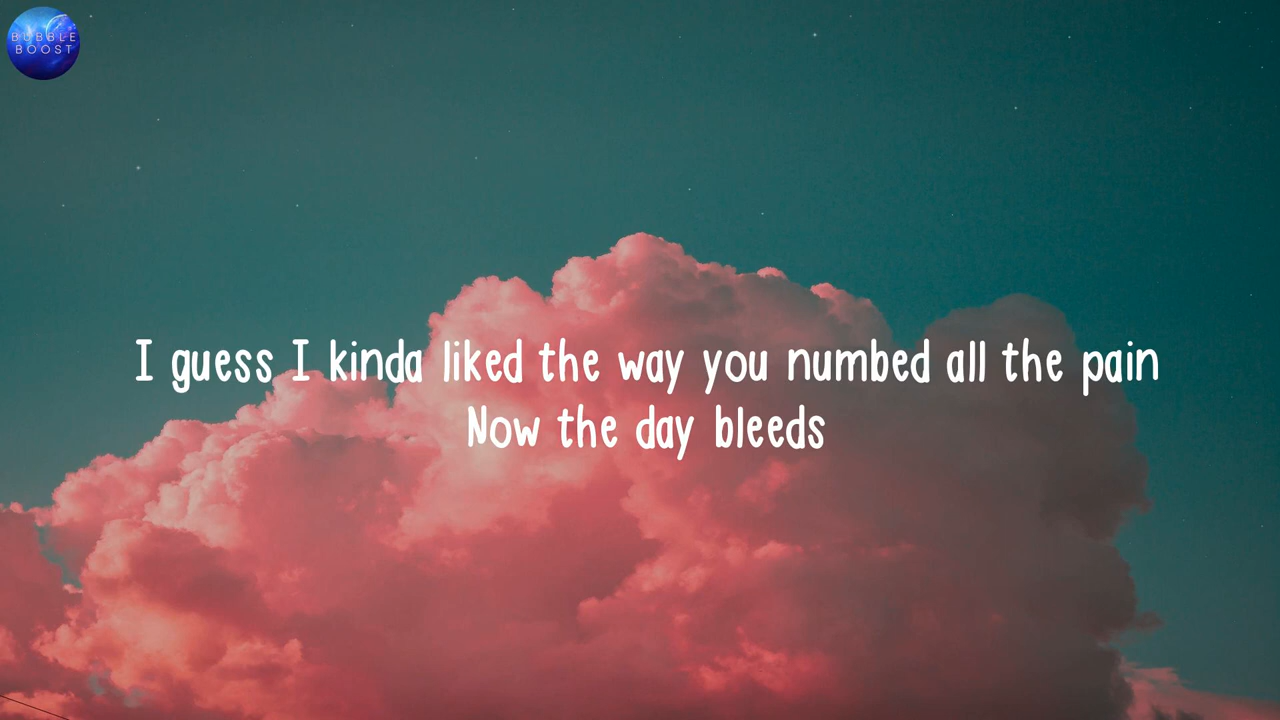 BUBBLE
BOOST
I guess I kinda liked the way you numbed all the pain
Now the day bleeds